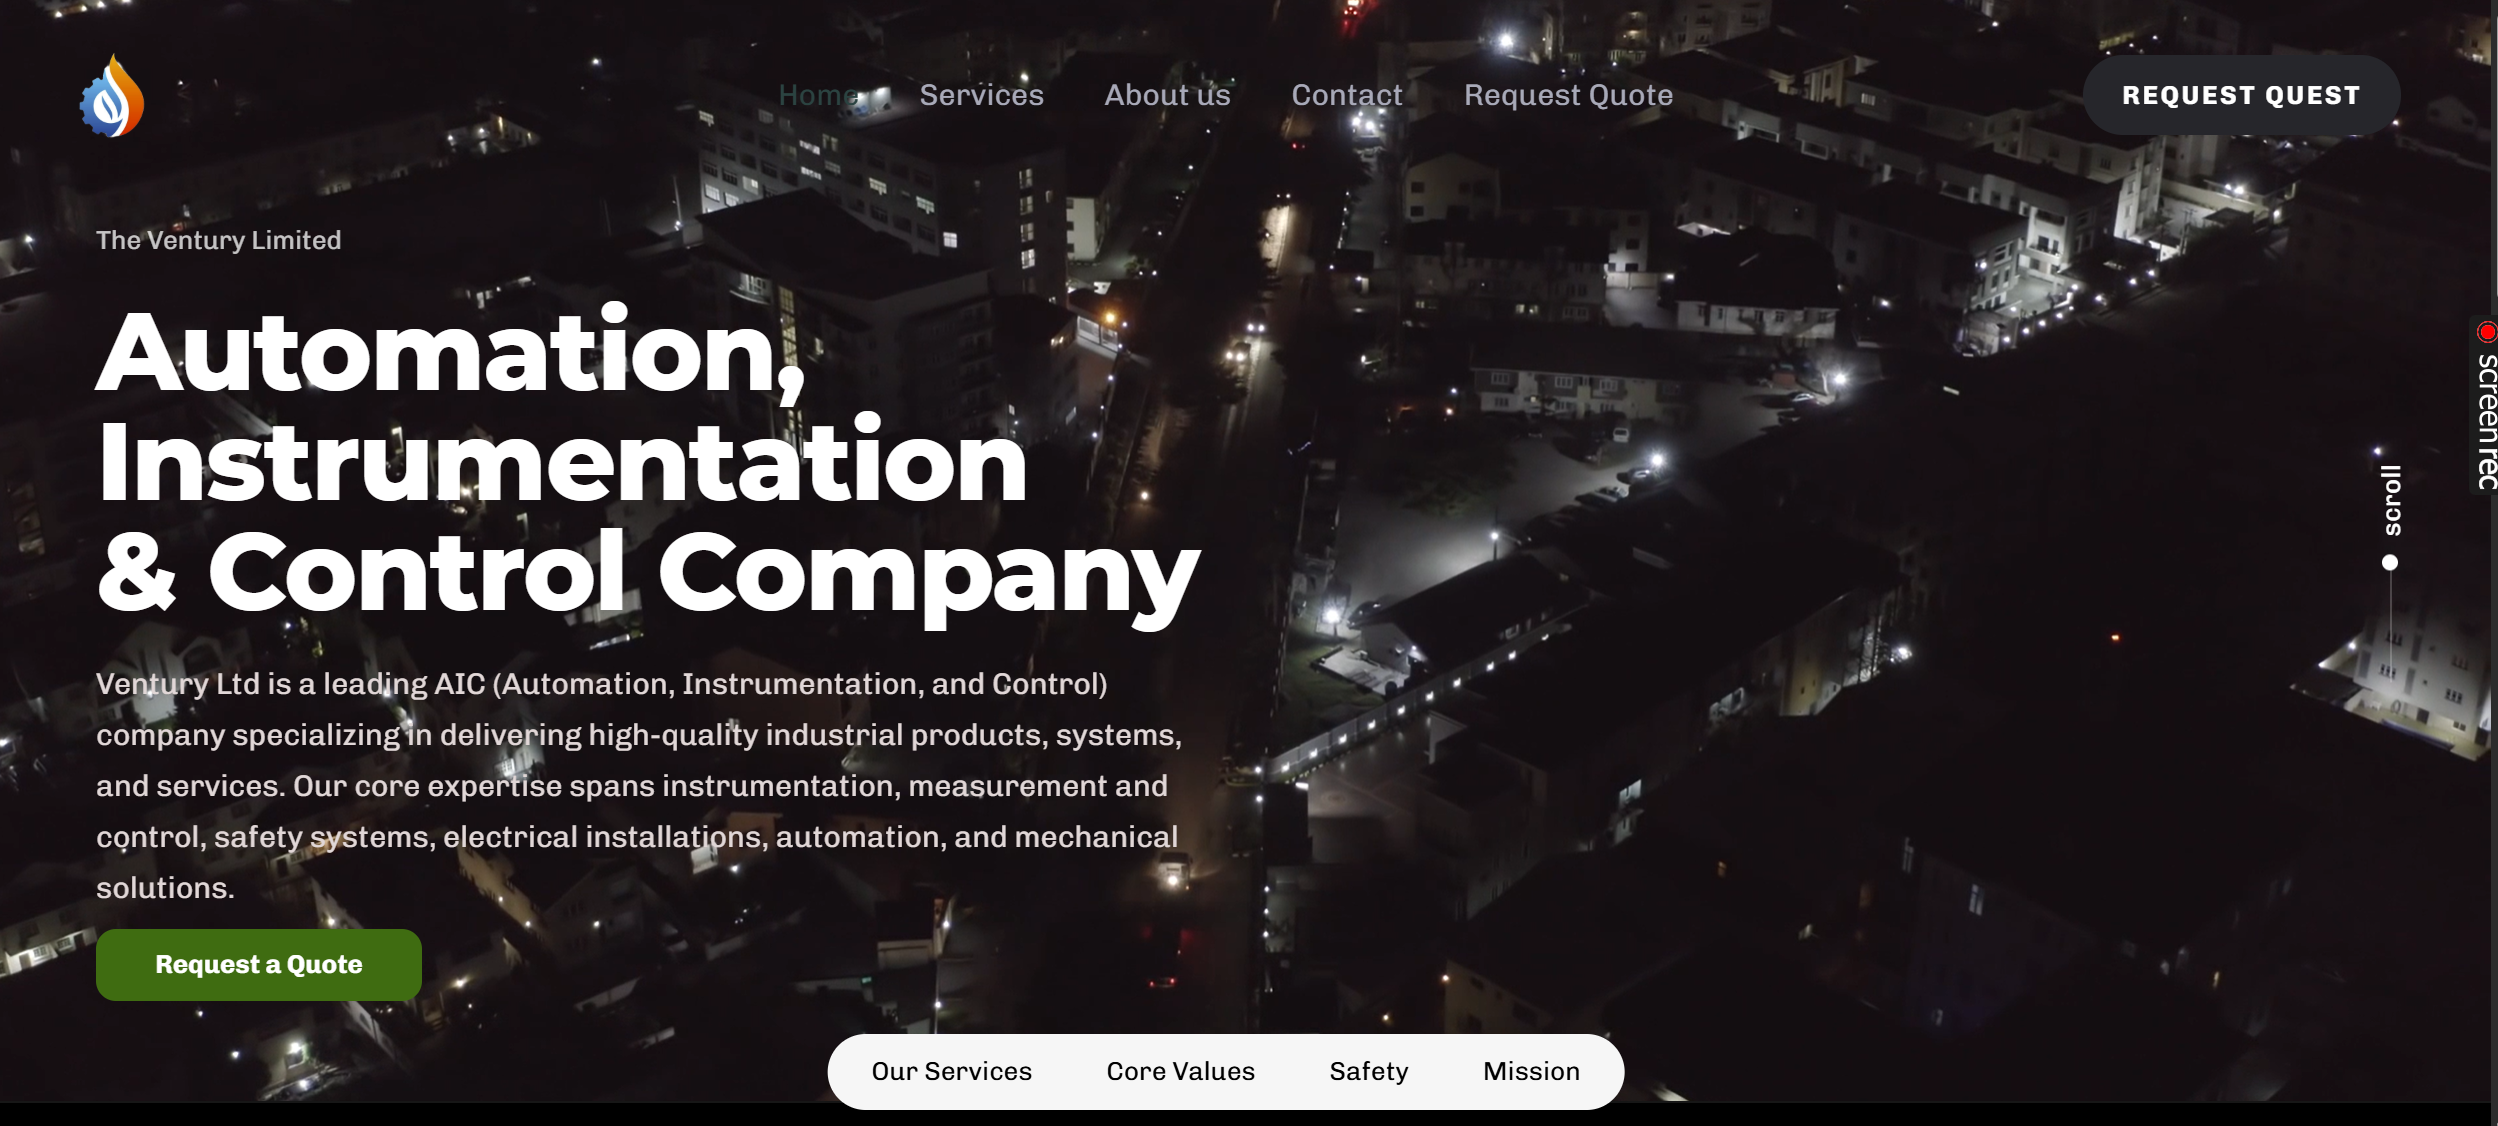 Home Services About us Contact Request Quote
REQUEST QUEST
The Ventury Limited
Automation,
Instrumentation
& Control Company
Ventury Ltd is a leading AIC (Automation, Instrumentation, and Control)
company specializing in delivering high-quality industrial products, systems,
and services. Our core expertise spans instrumentation, measurement and
control, safety systems, electrical installations, automation, and mechanical
solutions.
Request a Quote
scroll
screenrec
Our Services Core Values Safety Mission